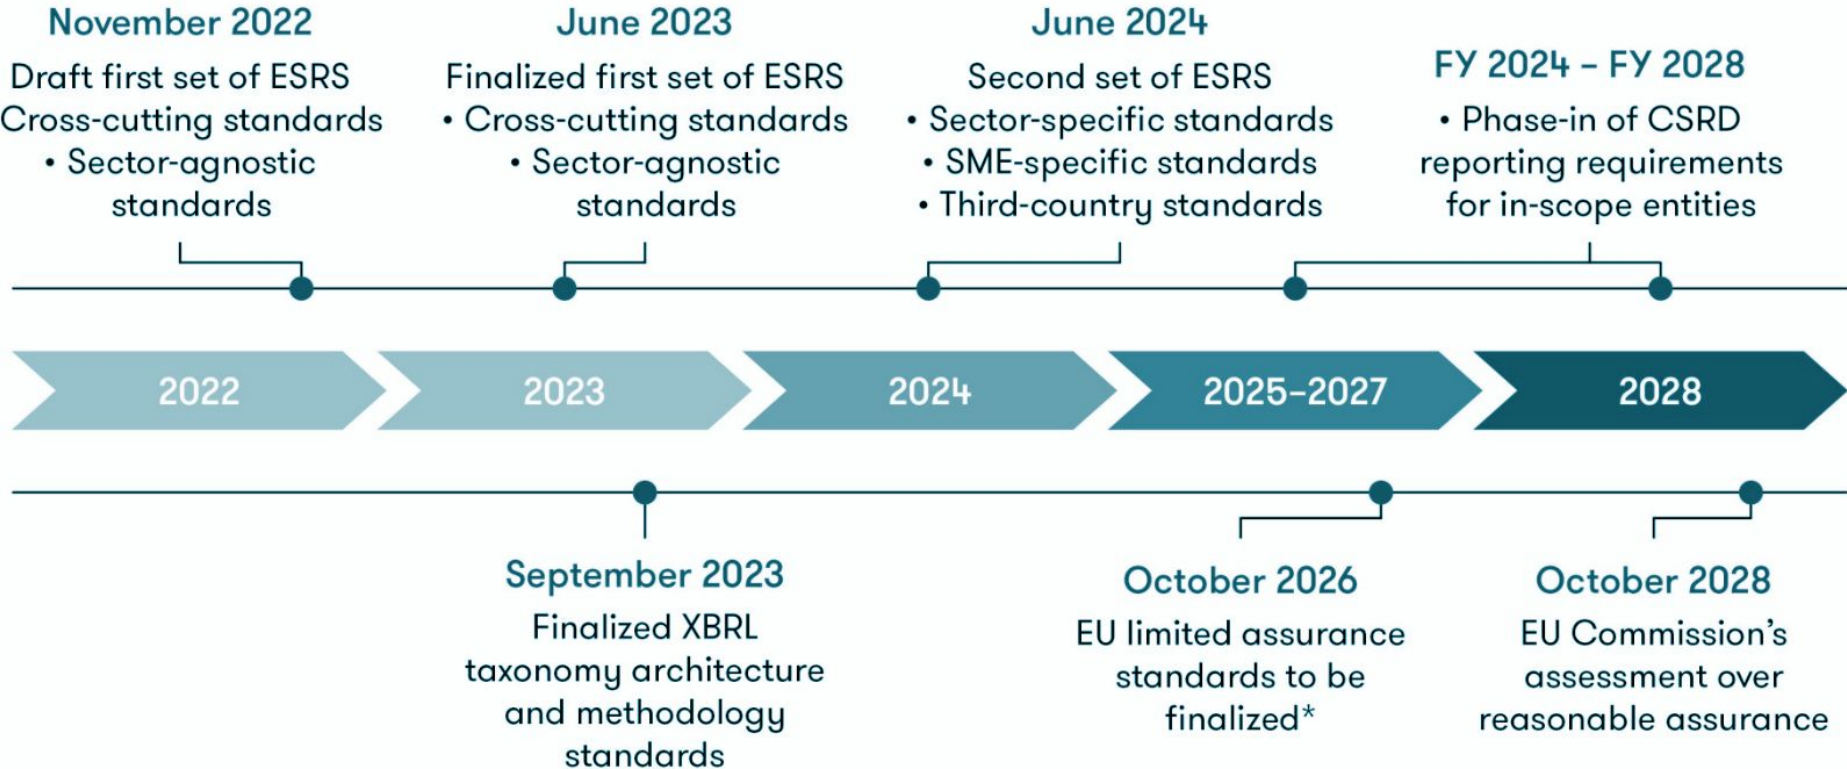 November 2022
Draft first set of ESRS
Cross-cutting standards
• Sector-agnostic
standards
June 2023
Finalized first set of ESRS
• Cross-cutting standards
• Sector-agnostic
standards
June 2024
Second set of ESRS
• Sector-specific standards
• SME-specific standards
• Third-country standards
FY 2024 – FY 2028
• Phase-in of CSRD
reporting requirements
for in-scope entities
2022
2023
2024
2025–2027
2028
September 2023
Finalized XBRL
taxonomy architecture
and methodology
standards
October 2026
EU limited assurance
standards to be
finalized*
October 2028
EU Commission’s
assessment over
reasonable assurance